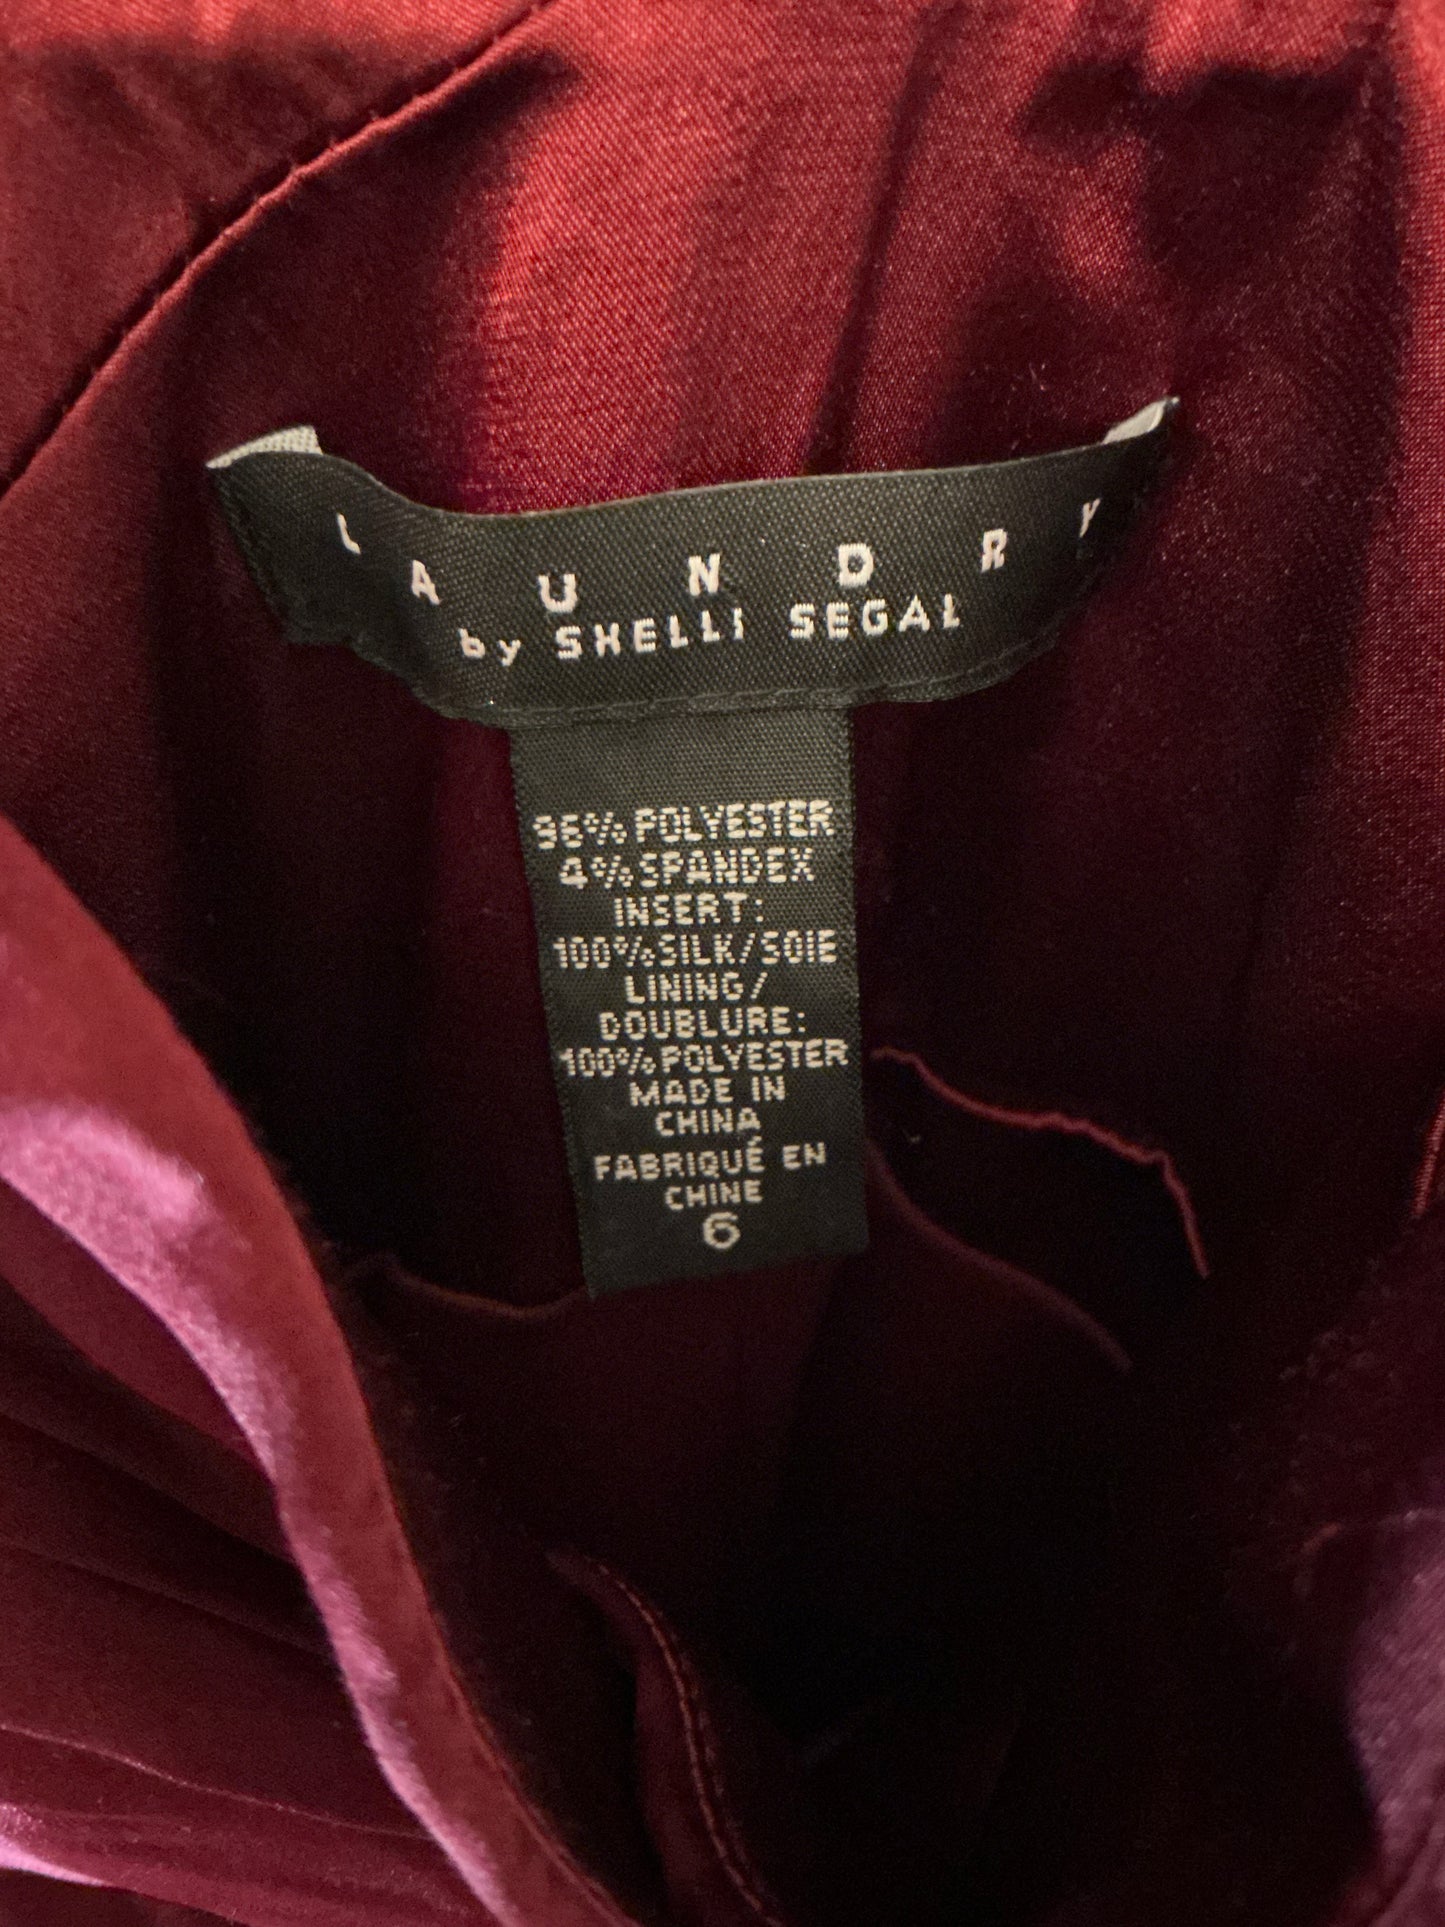 LAUNDRY
by SHELLI SEGAL
96% POLYESTER
4% SPANDEX
INSERT:
100% SILK/SOIE
LINING/
DOUBLURE:
100% POLYESTER
MADE IN
CHINA
FABRIQUÉ EN
CHINE
6